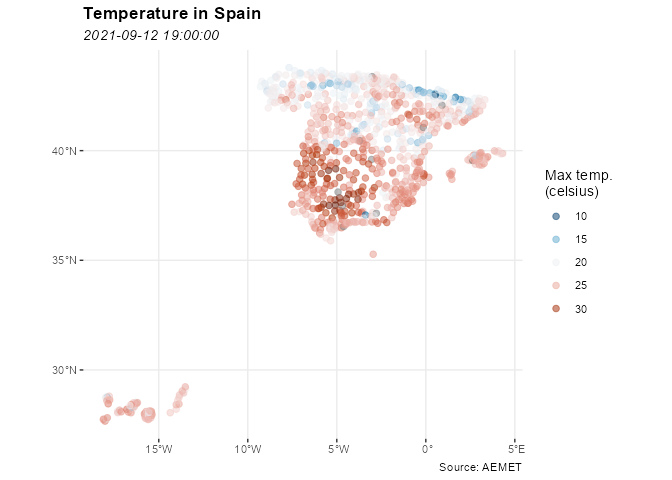 Temperature in Spain
2021-09-12 19:00:00
40°N
35°N
30°N
15°W
10°W
5°W
0°
5°E
Max temp.
(celsius)
10
15
20
25
30
Source: AEMET